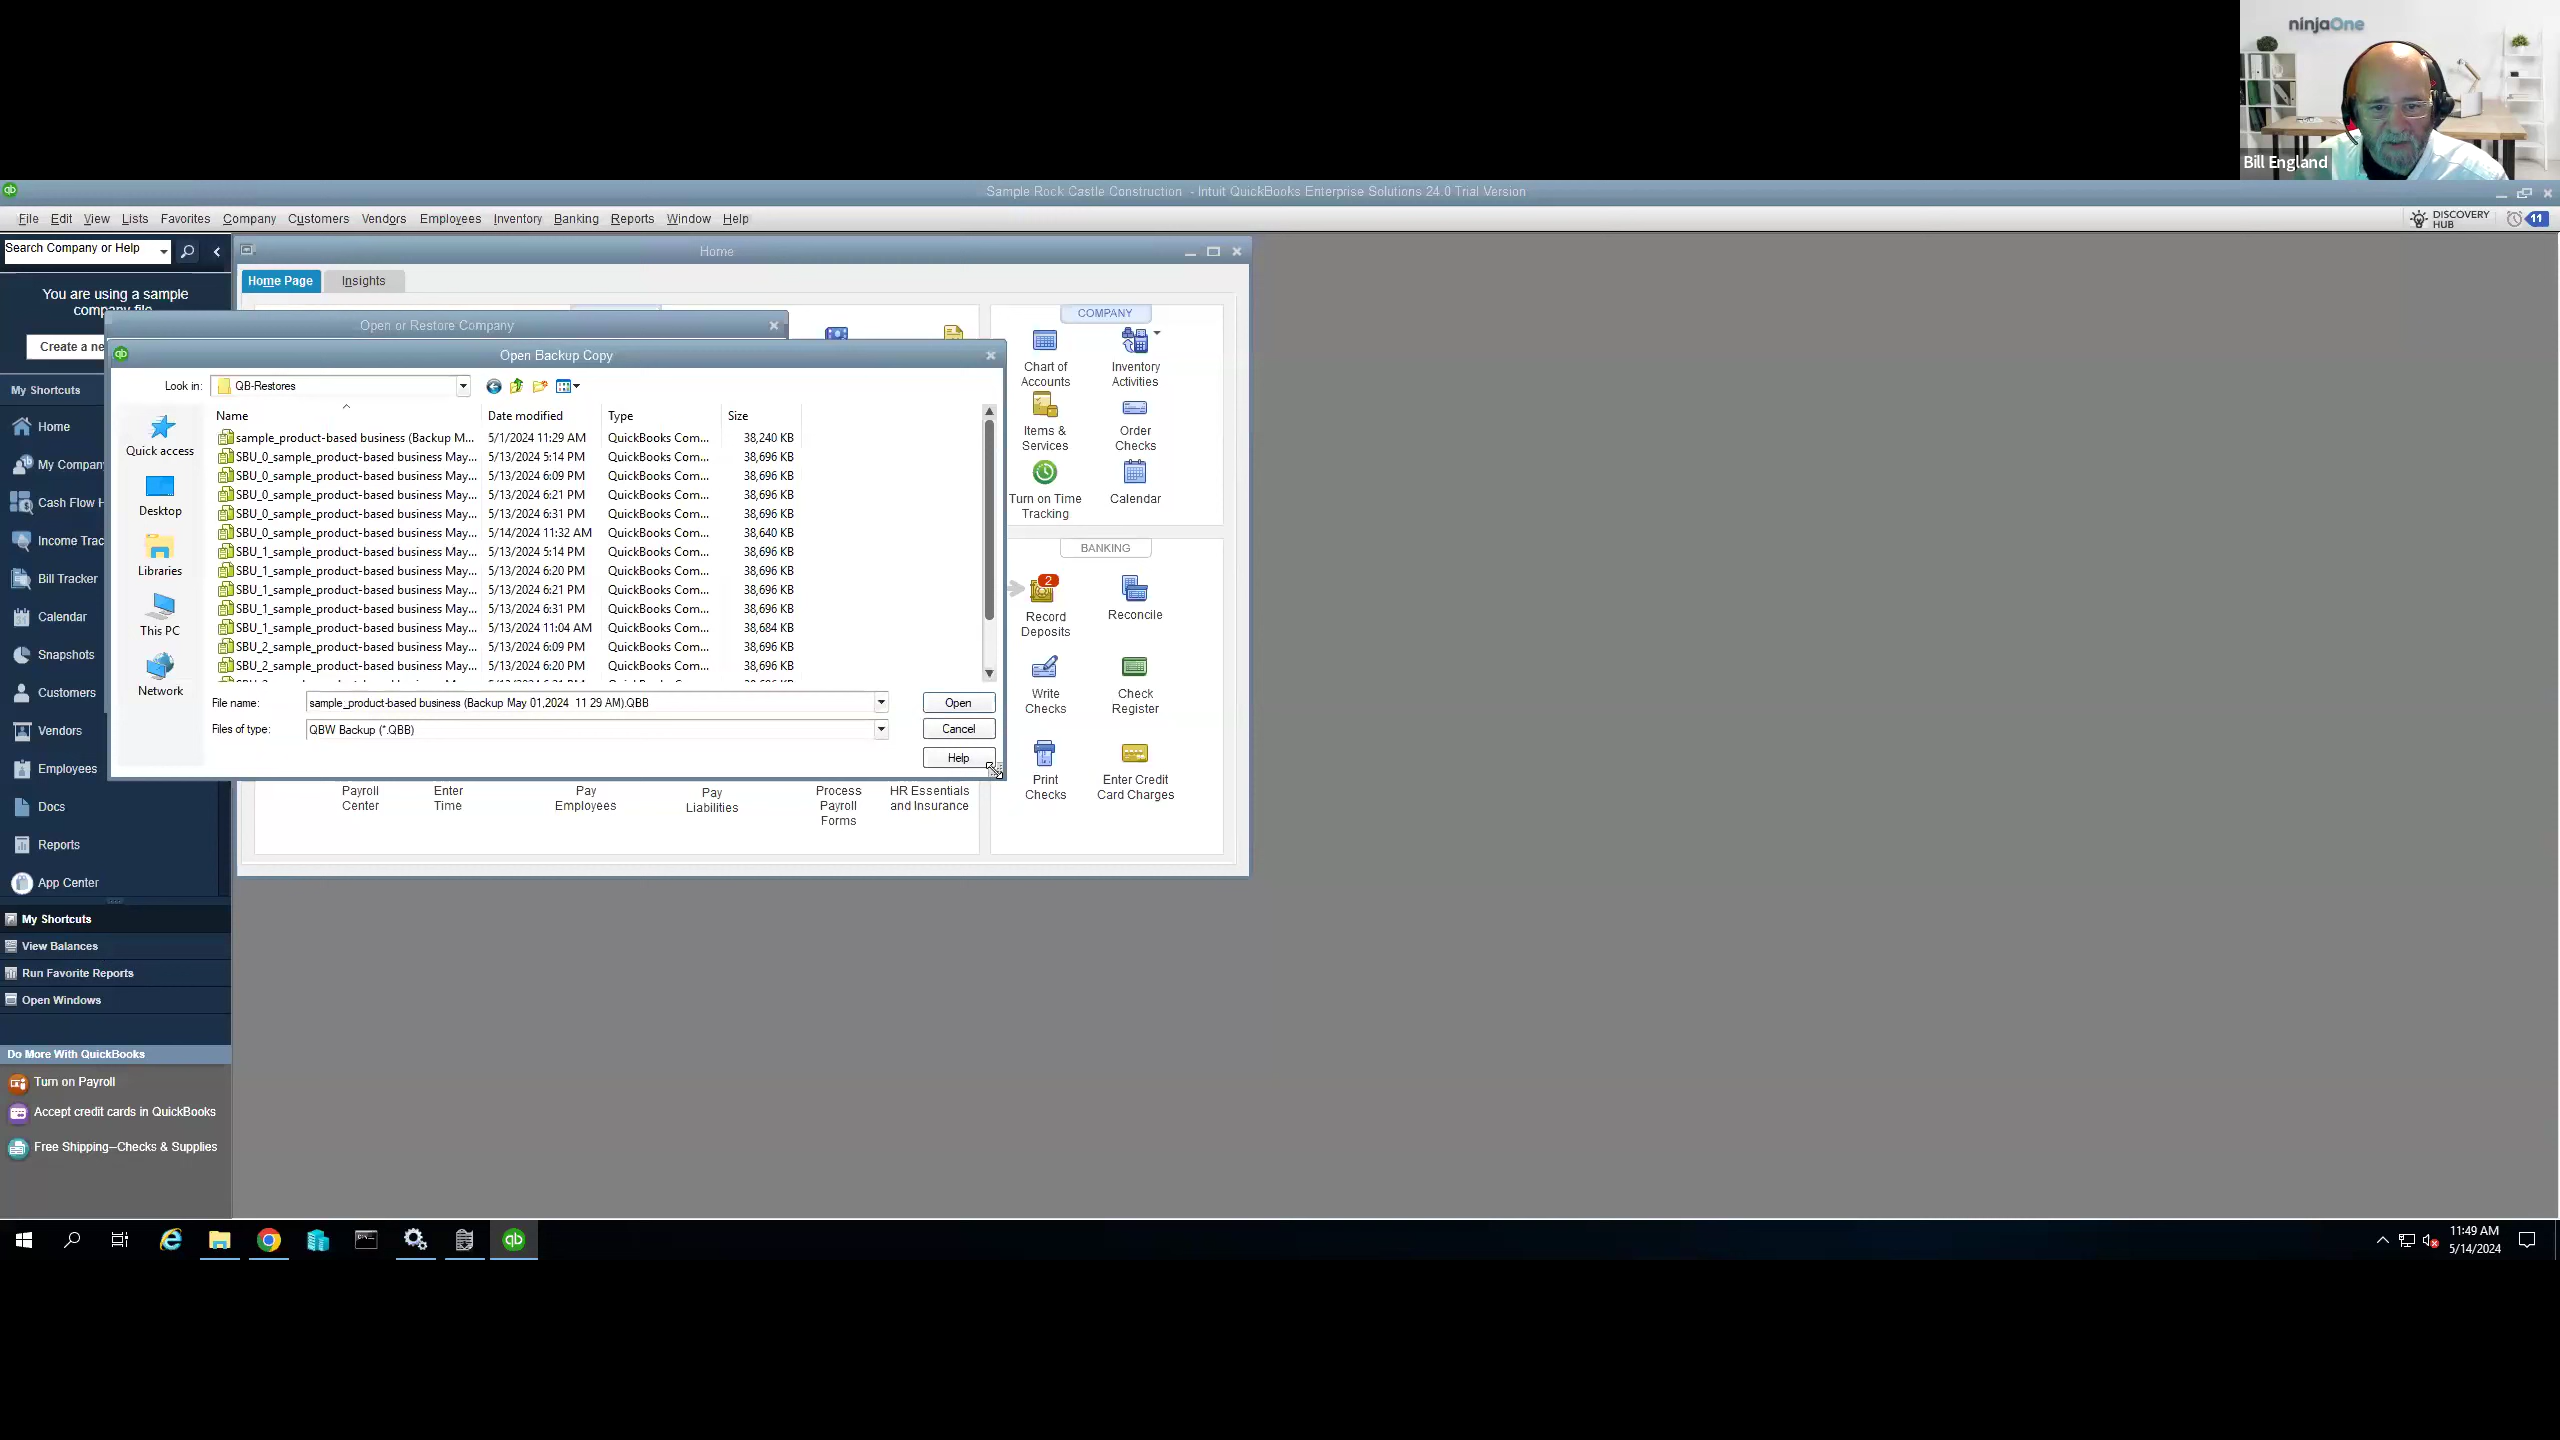 ninjaOne
Bill England
Sample Rock Castle Construction - Intuit QuickBooks Enterprise Solutions 24.0 Trial Version
File Edit View Lists Favorites Company Customers Vendors Employees Inventory Banking Reports Window Help
DISCOVERY HUB
11
Search Company or Help
You are using a sample
company file
Create a ne
My Shortcuts
Home
My Compan
Cash Flow H
Income Trac
Bill Tracker
Calendar
Snapshots
Customers
Vendors
Employees
Docs
Reports
App Center
My Shortcuts
View Balances
Run Favorite Reports
Open Windows
Do More With QuickBooks
Turn on Payroll
Accept credit cards in QuickBooks
Free Shipping--Checks & Supplies
Home
Home Page Insights
Open or Restore Company
Open Backup Copy
Look in: QB-Restores
Quick access
Desktop
Libraries
This PC
Network
Name Date modified Type Size
sample_product-based business (Backup M... 5/1/2024 11:29 AM QuickBooks Com... 38,240 KB
SBU_0_sample_product-based business May... 5/13/2024 5:14 PM QuickBooks Com... 38,696 KB
SBU_0_sample_product-based business May... 5/13/2024 6:09 PM QuickBooks Com... 38,696 KB
SBU_0_sample_product-based business May... 5/13/2024 6:21 PM QuickBooks Com... 38,696 KB
SBU_0_sample_product-based business May... 5/13/2024 6:31 PM QuickBooks Com... 38,696 KB
SBU_0_sample_product-based business May... 5/14/2024 11:32 AM QuickBooks Com... 38,640 KB
SBU_1_sample_product-based business May... 5/13/2024 5:14 PM QuickBooks Com... 38,696 KB
SBU_1_sample_product-based business May... 5/13/2024 6:20 PM QuickBooks Com... 38,696 KB
SBU_1_sample_product-based business May... 5/13/2024 6:21 PM QuickBooks Com... 38,696 KB
SBU_1_sample_product-based business May... 5/13/2024 6:31 PM QuickBooks Com... 38,696 KB
SBU_1_sample_product-based business May... 5/13/2024 11:04 AM QuickBooks Com... 38,684 KB
SBU_2_sample_product-based business May... 5/13/2024 6:09 PM QuickBooks Com... 38,696 KB
SBU_2_sample_product-based business May... 5/13/2024 6:20 PM QuickBooks Com... 38,696 KB
File name: sample_product-based business (Backup May 01,2024 11 29 AM).QBB
Open
Files of type: QBW Backup (*.QBB)
Cancel
Help
COMPANY
Chart of
Accounts
Inventory
Activities
Items &
Services
Order
Checks
Turn on Time
Tracking
Calendar
BANKING
2
Record
Deposits
Reconcile
Write
Checks
Check
Register
Print
Checks
Enter Credit
Card Charges
Payroll
Center
Enter
Time
Pay
Employees
Pay
Liabilities
Process
Payroll
Forms
HR Essentials
and Insurance
11:49 AM
5/14/2024